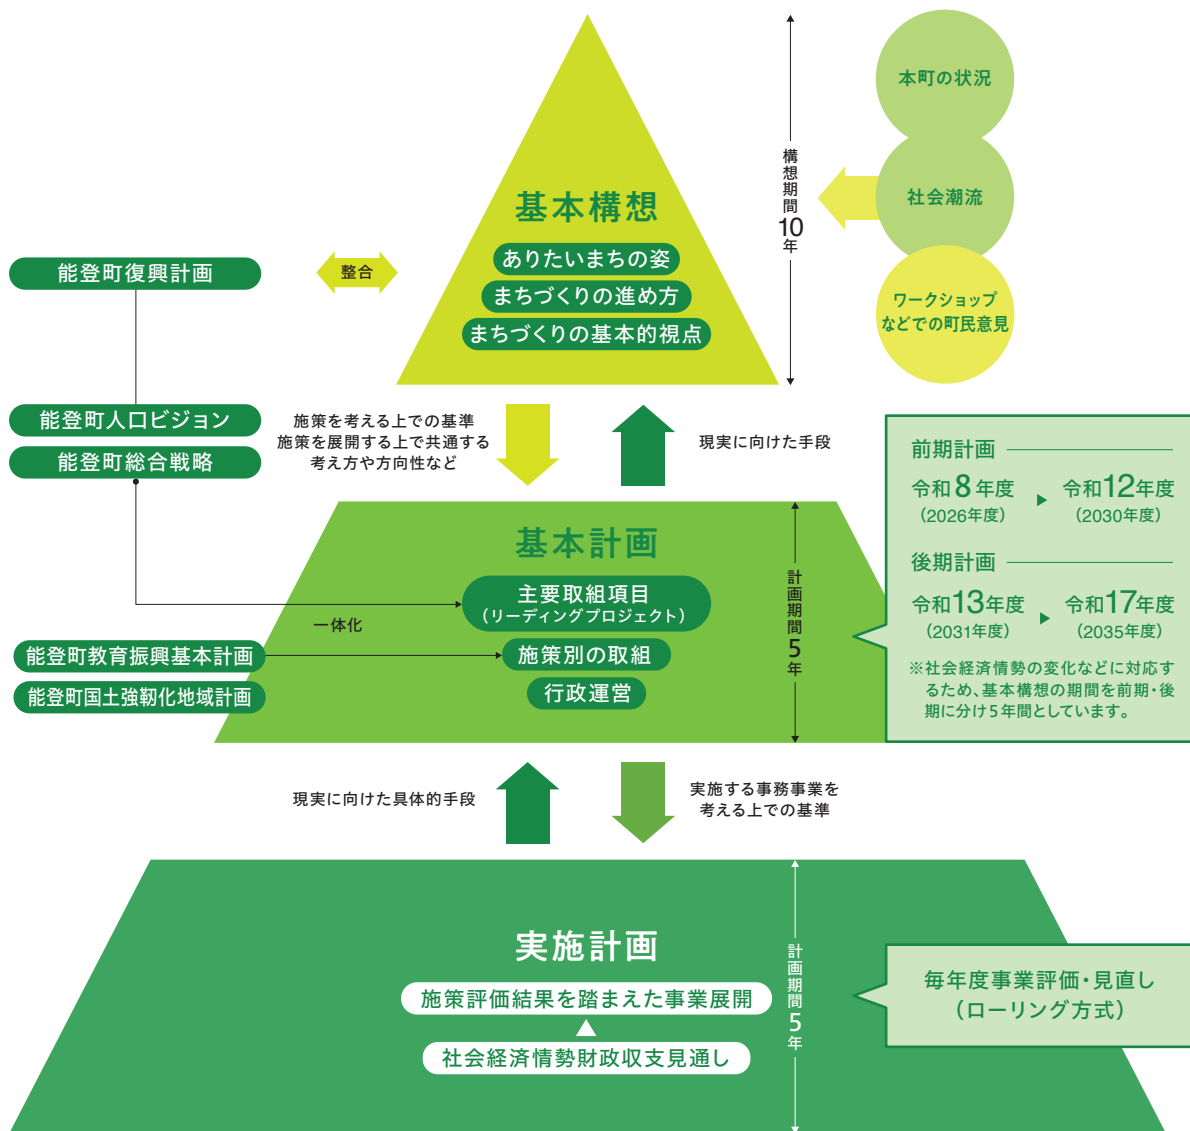 本町の状況
社会潮流
ワークショップ
などでの町民意見
構想期間10年
基本構想
ありたいまちの姿
まちづくりの進め方
まちづくりの基本的視点
整合
能登町復興計画
能登町人口ビジョン
能登町総合戦略
施策を考える上での基準
施策を展開する上で共通する
考え方や方向性など
現実に向けた手段
基本計画
主要取組項目
（リーディングプロジェクト）
施策別の取組
行政運営
一体化
能登町教育振興基本計画
能登町国土強靭化地域計画
計画期間5年
前期計画
令和8年度 ▶ 令和12年度
（2026年度） （2030年度）
後期計画
令和13年度 ▶ 令和17年度
（2031年度） （2035年度）
※社会経済情勢の変化などに対応す
るため、基本構想の期間を前期・後
期に分け5年間としています。
現実に向けた具体的手段
実施する事務事業を
考える上での基準
実施計画
施策評価結果を踏まえた事業展開
社会経済情勢財政収支見通し
計画期間5年
毎年度事業評価・見直し
（ローリング方式）